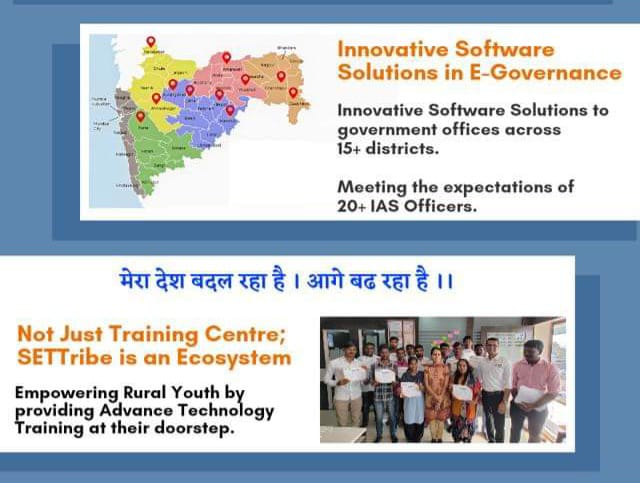 Innovative Software
Solutions in E-Governance
Innovative Software Solutions to
government offices across
15+ districts.
Meeting the expectations of
20+ IAS Officers.
मेरा देश बदल रहा है । आगे बढ रहा है ।।
Not Just Training Centre;
SETTribe is an Ecosystem
Empowering Rural Youth by
providing Advance Technology
Training at their doorstep.